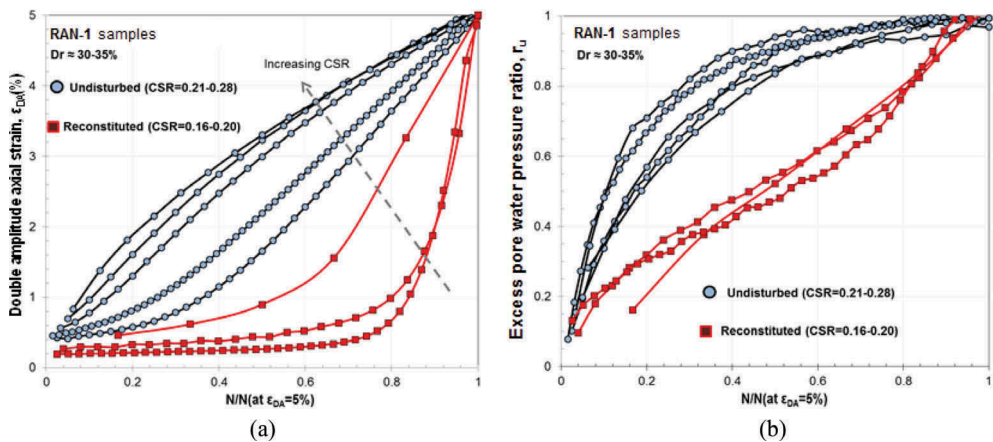 5
4
3
2
1
0
Double amplitude axial strain, εDA(%)
RAN-1 samples
Dr ≈ 30-35%
Increasing CSR
Undisturbed (CSR=0.21-0.28)
Reconstituted (CSR=0.16-0.20)
0 0.2 0.4 0.6 0.8 1
N/N(at εDA=5%)
(a)
1
0.8
0.6
0.4
0.2
0
Excess pore water pressure ratio, ru
RAN-1 samples
Dr ≈ 30-35%
Undisturbed (CSR=0.21-0.28)
Reconstituted (CSR=0.16-0.20)
0 0.2 0.4 0.6 0.8 1
N/N(at εDA=5%)
(b)